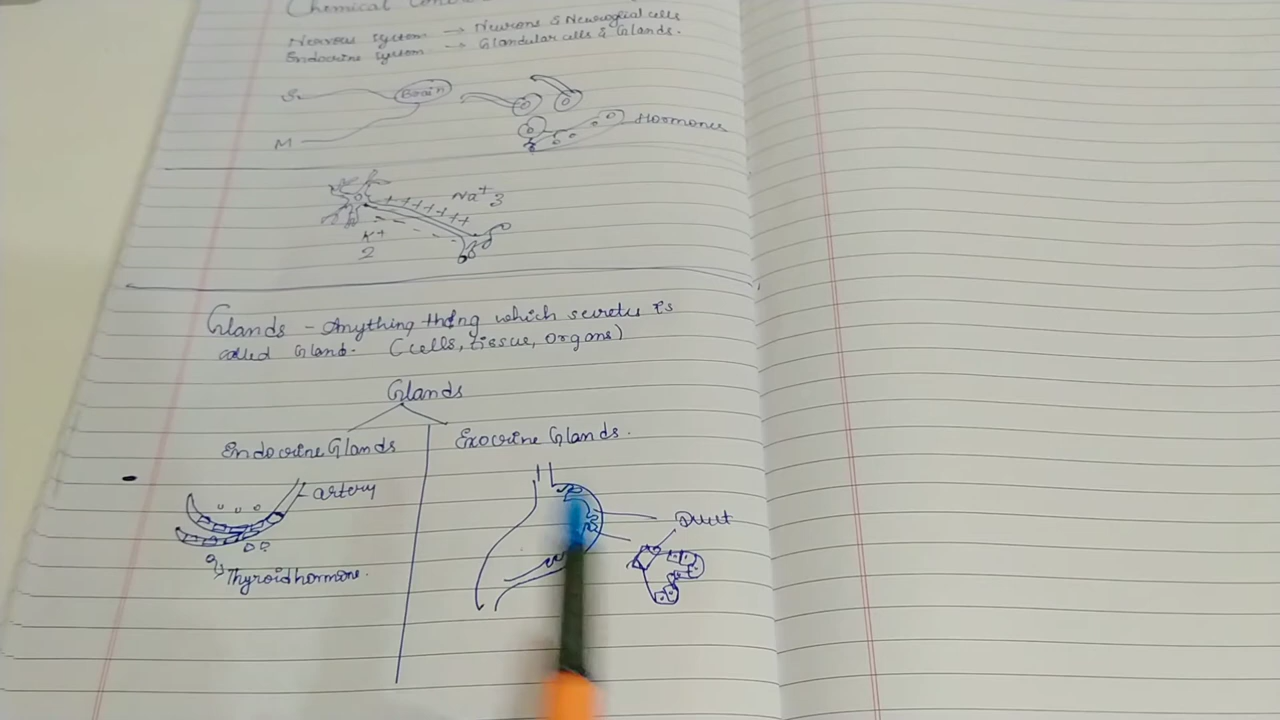 Chemical
Nervous system → Neurons & Neuroglial cells
Endocrine system → Glandular cells & Glands.
S
Brain
Hormones
M
Na+ 3
K+
2
Glands - Anything thing which secretes is
called Gland. (cells, tissue, organs)
Glands
Endocrine Glands
Exocrine Glands.
artery
Duct
Thyroid hormone.